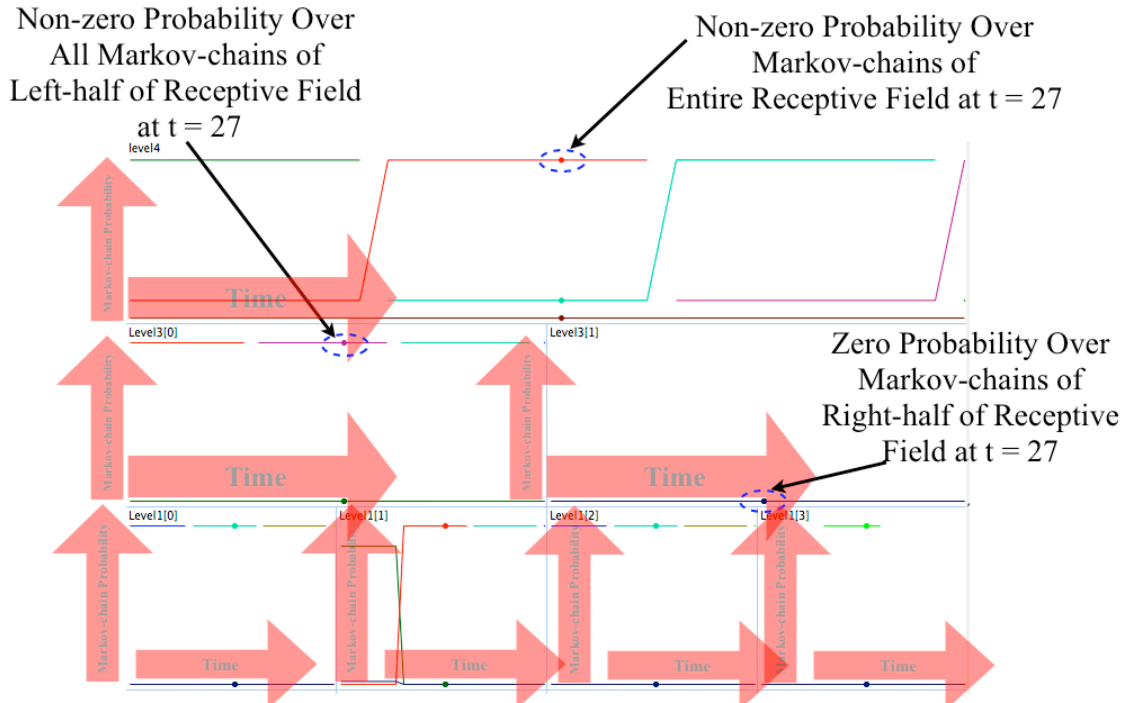 Non-zero Probability Over
All Markov-chains of
Left-half of Receptive Field
at t = 27
Non-zero Probability Over
Markov-chains of
Entire Receptive Field at t = 27
level4
Markov-chain Probability
Time
Level3[0]
Markov-chain Probability
Time
Level3[1]
Markov-chain Probability
Time
Zero Probability Over
Markov-chains of
Right-half of Receptive
Field at t = 27
Level1[0]
Markov-chain Probability
Time
Level1[1]
Markov-chain Probability
Time
Level1[2]
Markov-chain Probability
Time
Level1[3]
Markov-chain Probability
Time